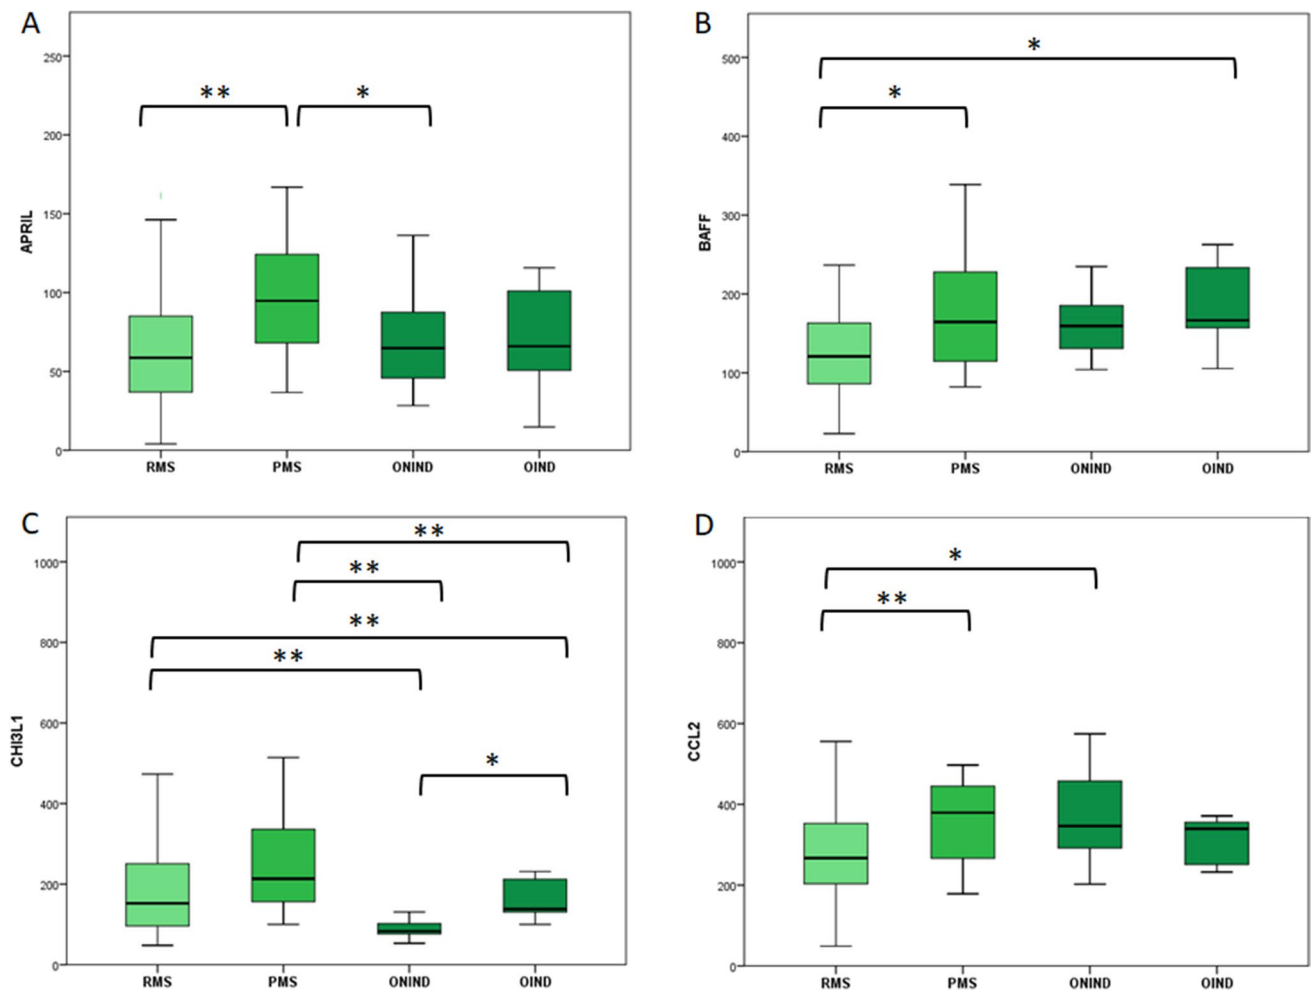 A
**
*
250
200
150
100
50
0
APRIL
RMS PMS ONIND OIND
B
*
*
500
400
300
200
100
0
BAFF
RMS PMS ONIND OIND
C
**
**
**
**
*
1000
800
600
400
200
0
CHI3L1
RMS PMS ONIND OIND
D
*
**
1000
800
600
400
200
0
CCL2
RMS PMS ONIND OIND